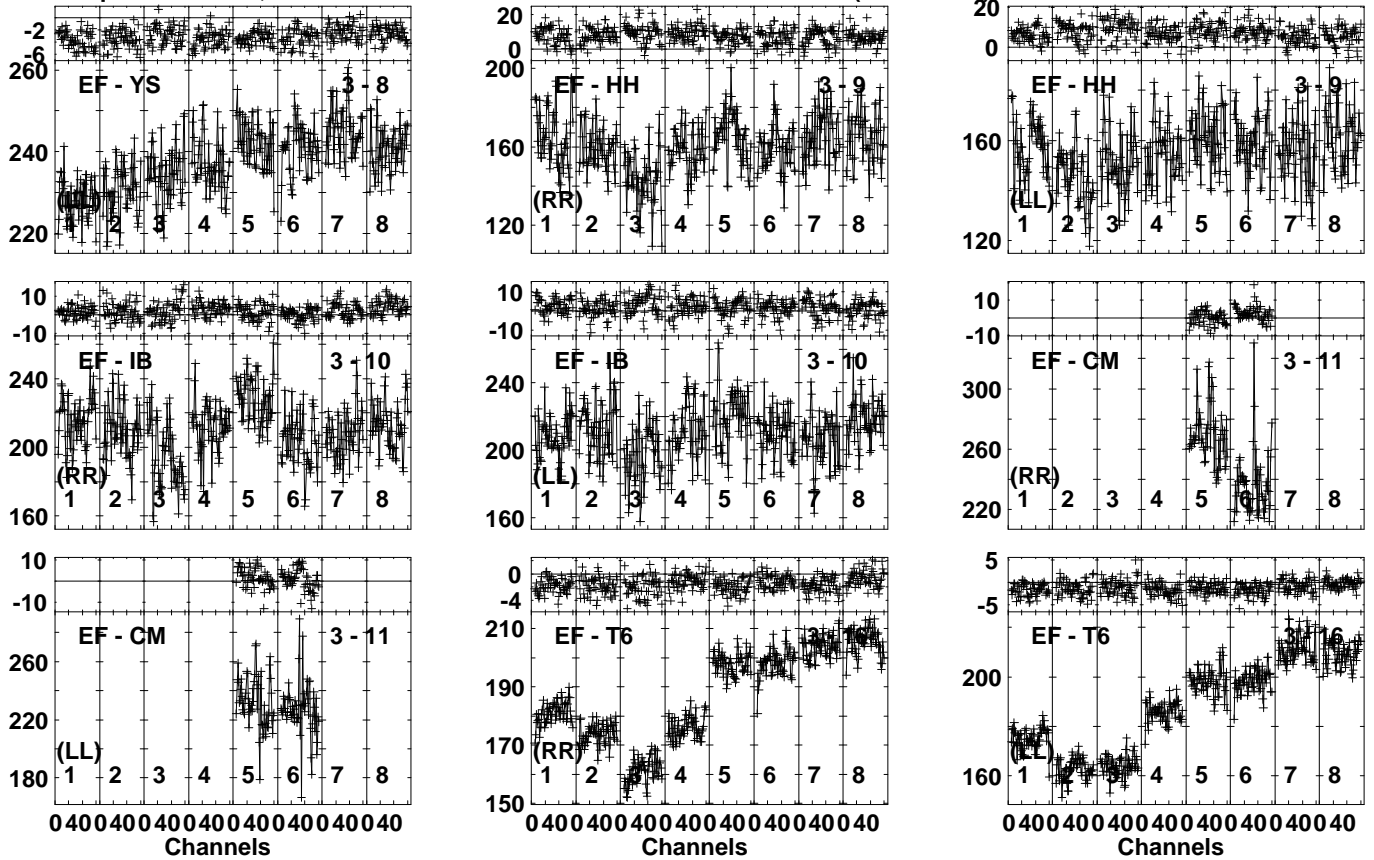 -2
-6
260
240
220
EF - YS 3 - 8
(LL)
1 2 3 4 5 6 7 8
20
0
200
160
120
EF - HH 3 - 9
(RR)
1 2 3 4 5 6 7 8
20
0
160
120
EF - HH 3 - 9
(LL)
1 2 3 4 5 6 7 8
10
-10
240
200
160
EF - IB 3 - 10
(RR)
1 2 3 4 5 6 7 8
10
-10
240
200
160
EF - IB 3 - 10
(LL)
1 2 3 4 5 6 7 8
10
-10
300
260
220
EF - CM 3 - 11
(RR)
1 2 3 4 5 6 7 8
10
-10
260
220
180
EF - CM 3 - 11
(LL)
1 2 3 4 5 6 7 8
0 40 0 40 0 40 0 40 0 40 0 40 0 40 0 40
Channels
0
-4
210
190
170
150
EF - T6 3 - 16
(RR)
1 2 3 4 5 6 7 8
0 40 0 40 0 40 0 40 0 40 0 40 0 40 0 40
Channels
5
-5
200
160
EF - T6 3 - 16
(LL)
1 2 3 4 5 6 7 8
0 40 0 40 0 40 0 40 0 40 0 40 0 40 0 40
Channels